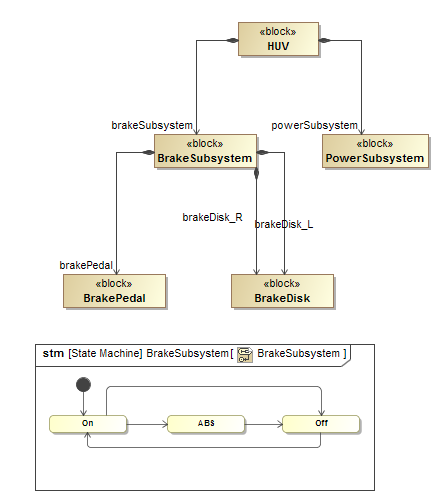 «block»
HUV
brakeSubsystem
powerSubsystem
«block»
BrakeSubsystem
«block»
PowerSubsystem
brakeDisk_R
brakeDisk_L
brakePedal
«block»
BrakePedal
«block»
BrakeDisk
stm [State Machine] BrakeSubsystem[ BrakeSubsystem ]
On
ABS
Off